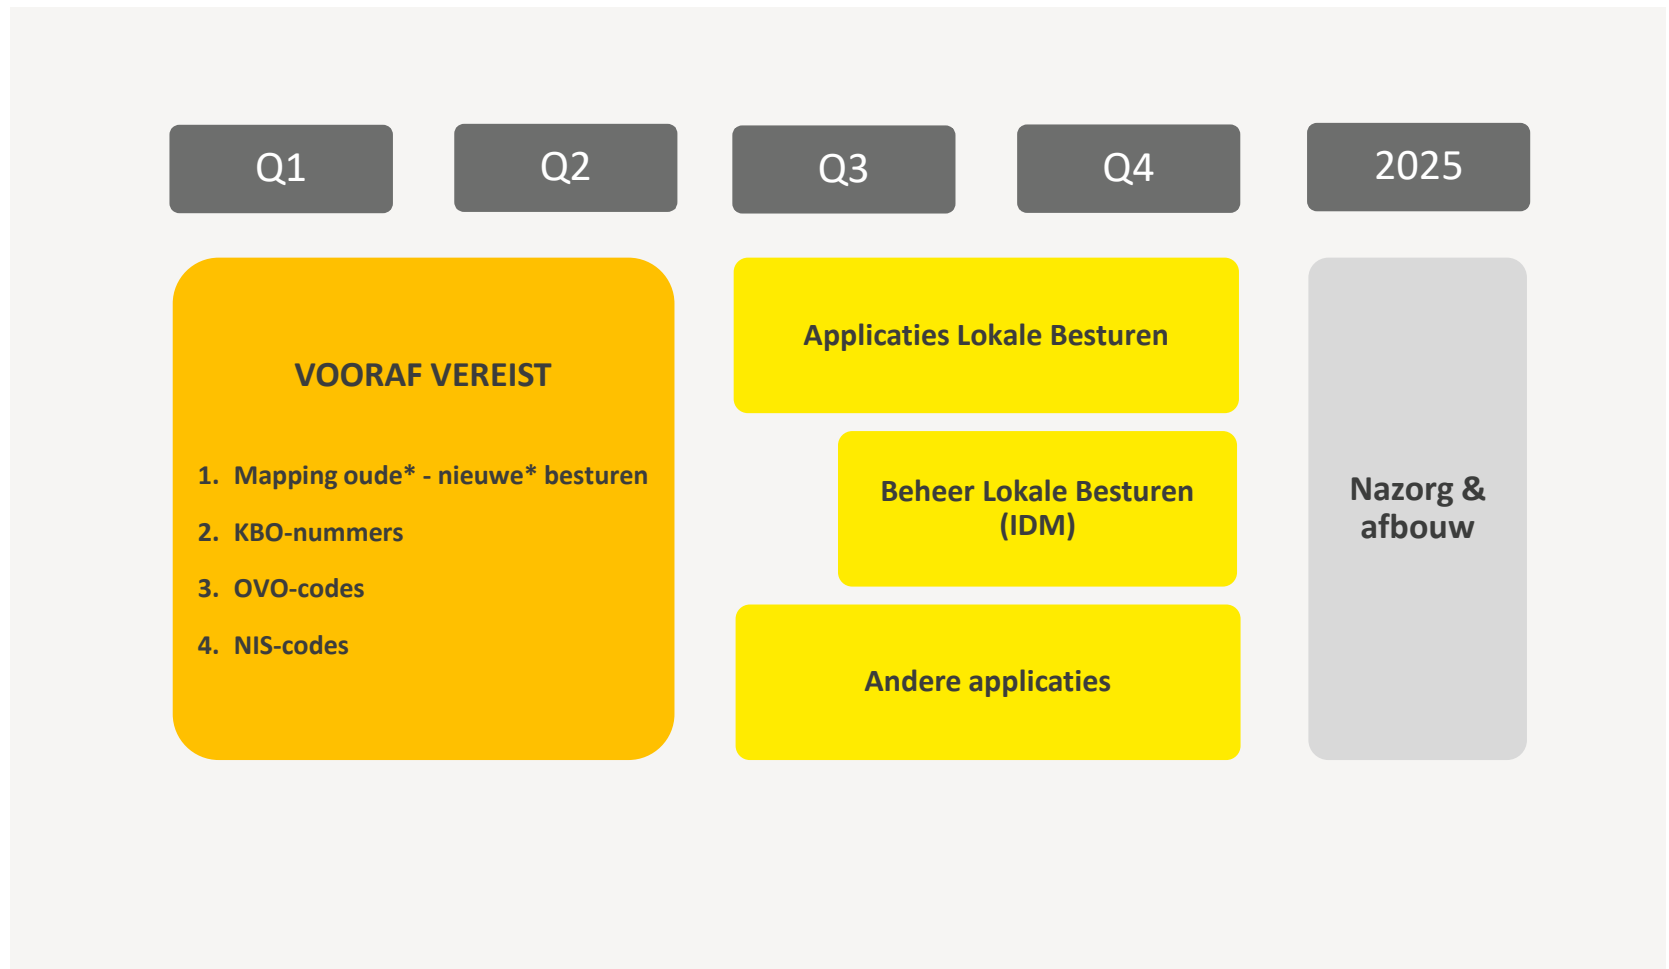 Q1
Q2
Q3
Q4
2025
VOORAF VEREIST
1. Mapping oude* - nieuwe* besturen
2. KBO-nummers
3. OVO-codes
4. NIS-codes
Applicaties Lokale Besturen
Beheer Lokale Besturen
(IDM)
Andere applicaties
Nazorg &
afbouw